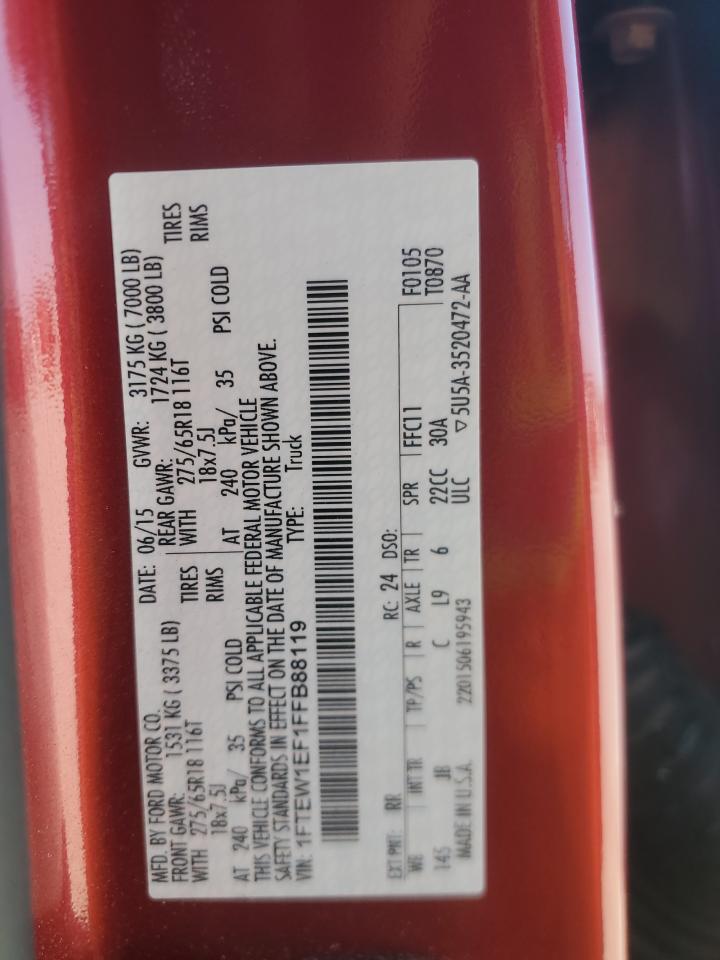 MFD. BY FORD MOTOR CO. DATE: 06/15 GVWR: 3175 KG ( 7000 LB)
FRONT GAWR: 1531 KG ( 3375 LB) REAR GAWR: 1724 KG ( 3800 LB)
WITH 275/65R18 116T TIRES WITH 275/65R18 116T TIRES
18x7.5J RIMS 18x7.5J RIMS
AT 240 kPa/ 35 PSI COLD AT 240 kPa/ 35 PSI COLD
THIS VEHICLE CONFORMS TO ALL APPLICABLE FEDERAL MOTOR VEHICLE
SAFETY STANDARDS IN EFFECT ON THE DATE OF MANUFACTURE SHOWN ABOVE.
VIN: 1FTEW1EF1FFB88119 TYPE: Truck
EXT PNT: RR RC: 24 DSO: F0105
WB INT TR TP/PS R AXLE TR SPR FFC11 T0870
145 JB C L9 6 22CC 30A
ULC
MADE IN U.S.A. 2201506195943 ▽5U5A-3520472-AA